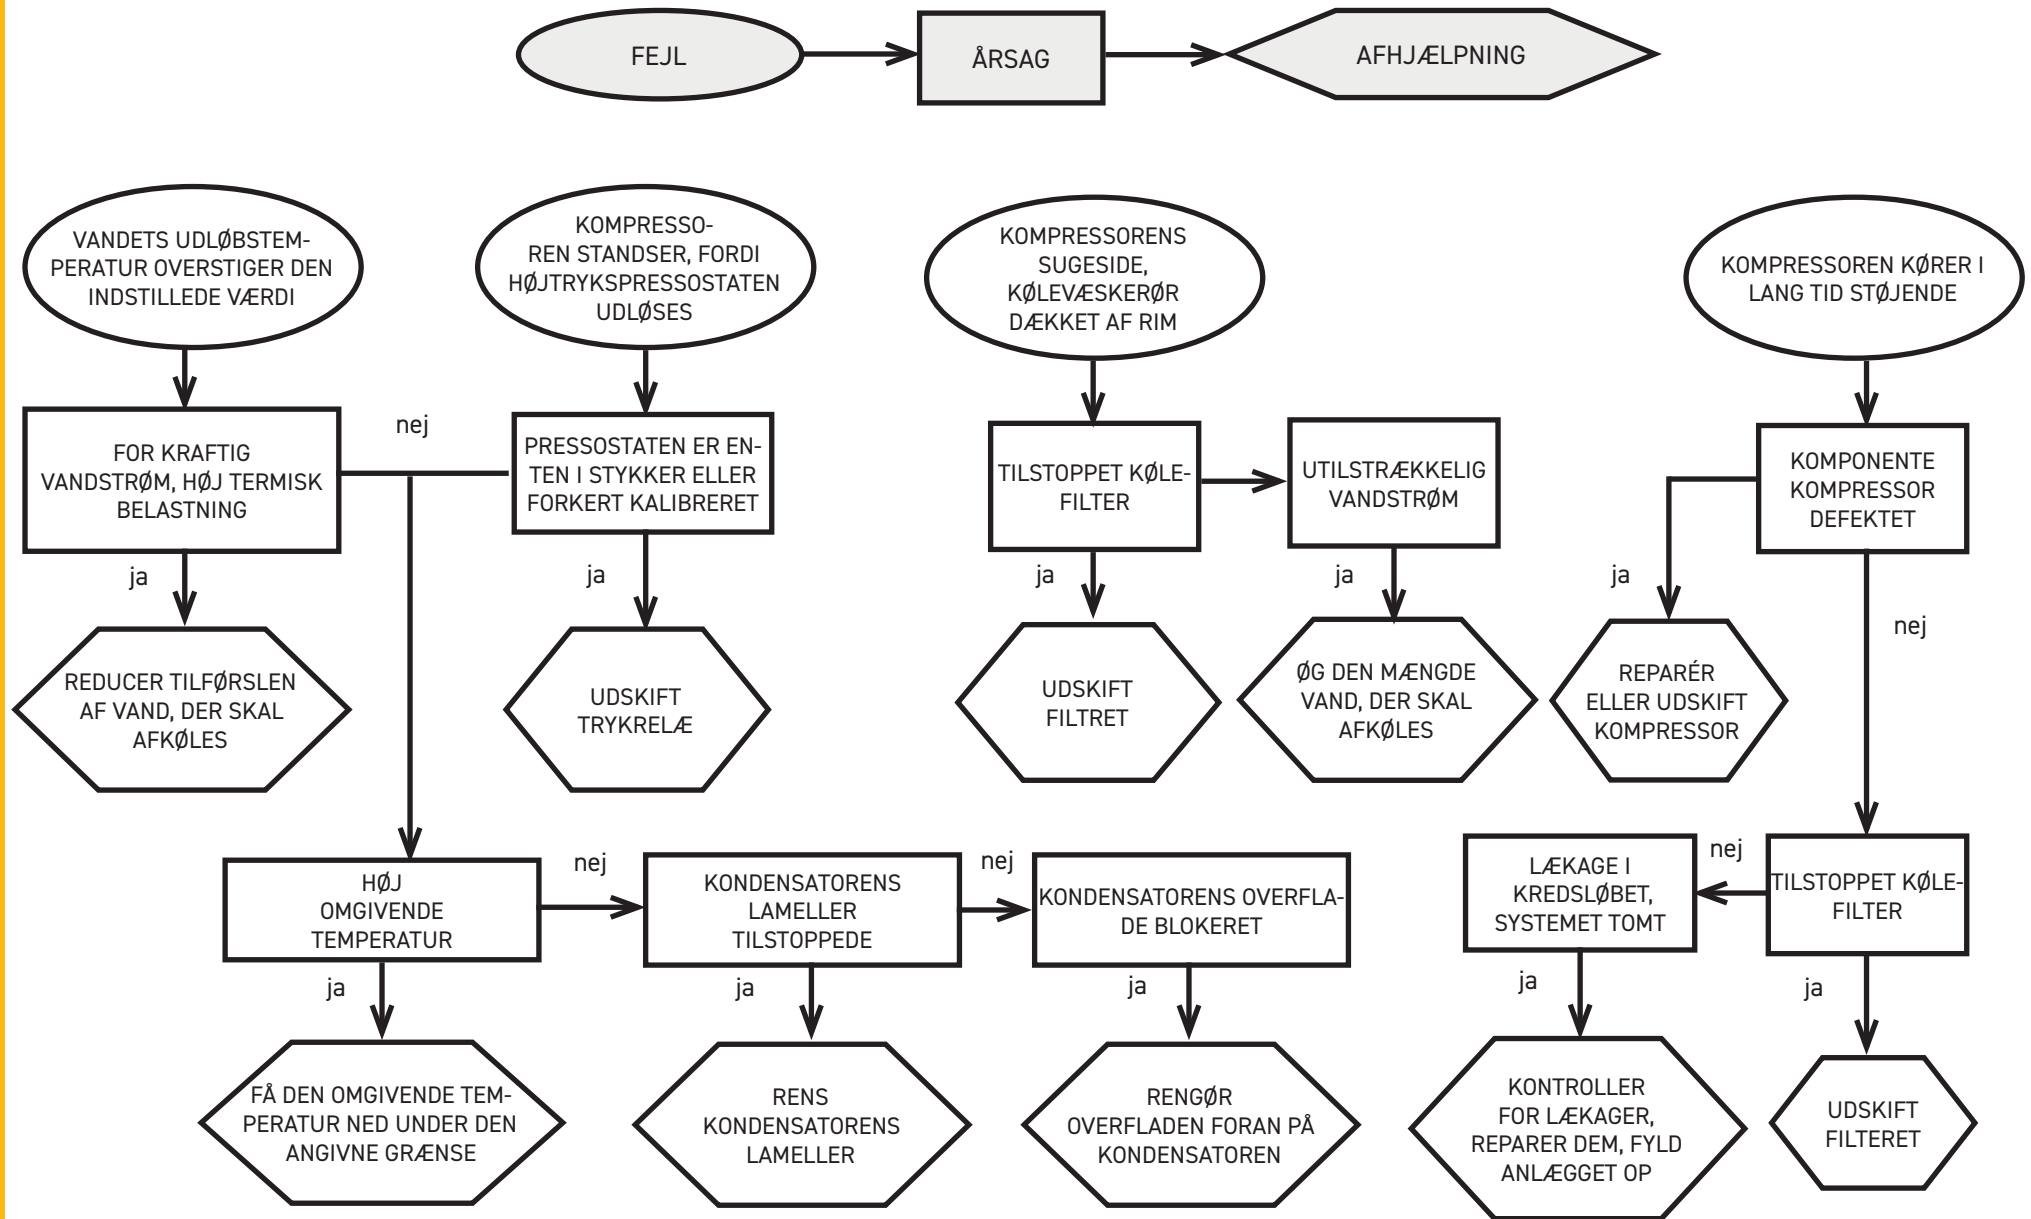 FEJL
ÅRSAG
AFHJÆLPNING
VANDETS UDLØBSTEM-
PERATUR OVERSTIGER DEN
INDSTILLEDE VÆRDI
KOMPRESSO-
REN STANDSER, FORDI
HØJTRYKSPRESSOSTATEN
UDLØSES
KOMPRESSORENS
SUGESIDE,
KØLEVÆSKERØR
DÆKKET AF RIM
KOMPRESSOREN KØRER I
LANG TID STØJENDE
FOR KRAFTIG
VANDSTRØM, HØJ TERMISK
BELASTNING
nej
PRESSOSTATEN ER EN-
TEN I STYKKER ELLER
FORKERT KALIBRERET
TILSTOPPET KØLE-
FILTER
UTILSTRÆKKELIG
VANDSTRØM
KOMPONENTE
KOMPRESSOR
DEFEKTET
ja
ja
ja
ja
ja
nej
REDUCER TILFØRSLEN
AF VAND, DER SKAL
AFKØLES
UDSKIFT
TRYKRELÆ
UDSKIFT
FILTRET
ØG DEN MÆNGDE
VAND, DER SKAL
AFKØLES
REPARÉR
ELLER UDSKIFT
KOMPRESSOR
HØJ
OMGIVENDE
TEMPERATUR
nej
KONDENSATORENS
LAMELLER
TILSTOPPEDE
nej
KONDENSATORENS OVERFLA-
DE BLOKERET
LÆKAGE I
KREDSLØBET,
SYSTEMET TOMT
nej
TILSTOPPET KØLE-
FILTER
ja
ja
ja
ja
ja
FÅ DEN OMGIVENDE TEM-
PERATUR NED UNDER DEN
ANGIVNE GRÆNSE
RENS
KONDENSATORENS
LAMELLER
RENGØR
OVERFLADEN FORAN PÅ
KONDENSATOREN
KONTROLLER
FOR LÆKAGER,
REPARER DEM, FYLD
ANLÆGGET OP
UDSKIFT
FILTERET